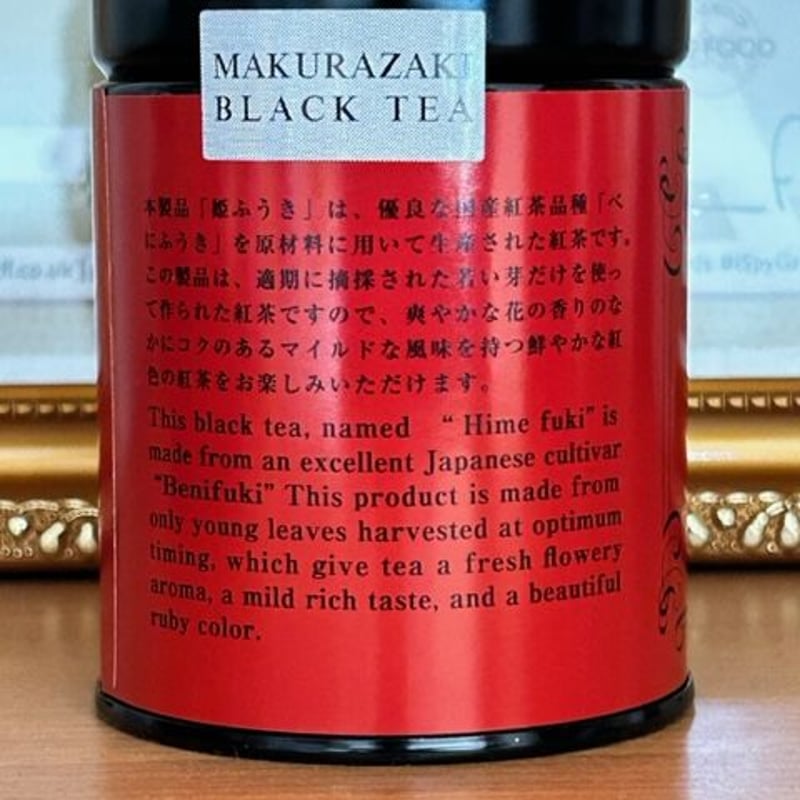 MAKURAZAKI
BLACK TEA
本製品「姫ふうき」は、優良な国産紅茶品種「べ
にふうき」を原材料に用いて生産された紅茶です。
この製品は、適期に摘採された若い芽だけを使っ
て作られた紅茶ですので、爽やかな花の香りのな
かにコクのあるマイルドな風味を持つ鮮やかな紅
色の紅茶をお楽しみいただけます。
This black tea, named “ Hime fuki” is
made from an excellent Japanese cultivar
“Benifuki” This product is made from
only young leaves harvested at optimum
timing, which give tea a fresh flowery
aroma, a mild rich taste, and a beautiful
ruby color.